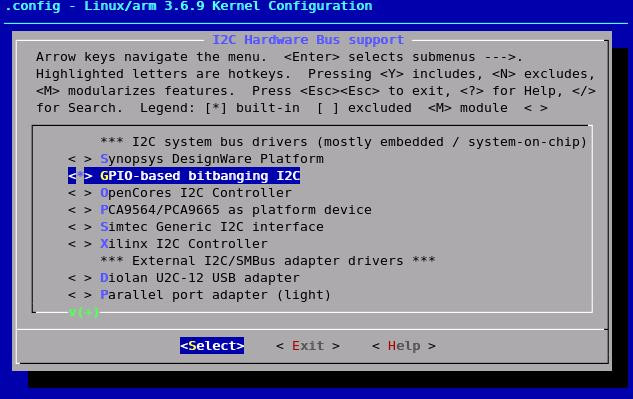 .config - Linux/arm 3.6.9 Kernel Configuration
I2C Hardware Bus support
Arrow keys navigate the menu.  <Enter> selects submenus --->.
Highlighted letters are hotkeys.  Pressing <Y> includes, <N> excludes,
<M> modularizes features.  Press <Esc><Esc> to exit, <?> for Help, </>
for Search.  Legend: [*] built-in  [ ] excluded  <M> module  < >
*** I2C system bus drivers (mostly embedded / system-on-chip)
< > Synopsys DesignWare Platform
<*> GPIO-based bitbanging I2C
< > OpenCores I2C Controller
< > PCA9564/PCA9665 as platform device
< > Simtec Generic I2C interface
< > Xilinx I2C Controller
*** External I2C/SMBus adapter drivers ***
< > Diolan U2C-12 USB adapter
< > Parallel port adapter (light)
v(+)
<Select>    < Exit >    < Help >